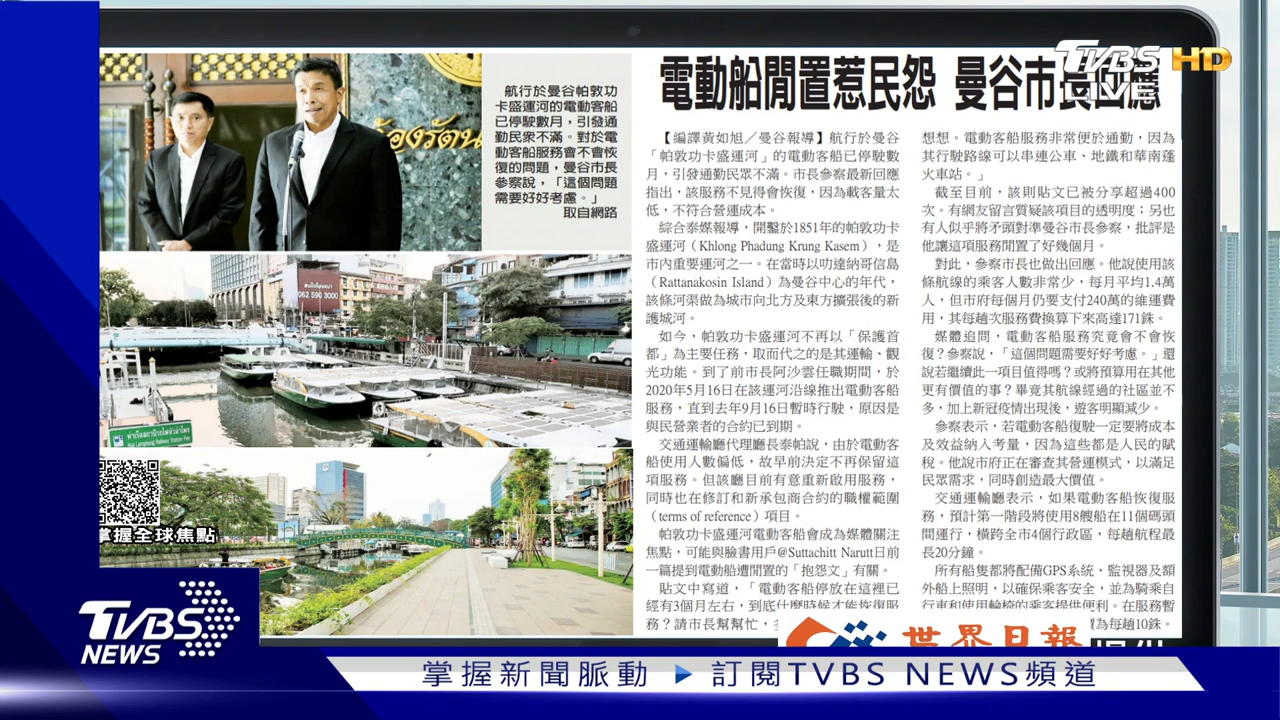 TVBS HD
LIVE
電動船閒置惹民怨 曼谷市長回應
航行於曼谷帕敦功
卡盛運河的電動客船
已停駛數月，引發通
勤民眾不滿。對於電
動客船服務會不會恢
復的問題，曼谷市長
參察說，「這個問題
需要好好考慮。」
取自網路
【編譯黃如旭／曼谷報導】航行於曼谷
「帕敦功卡盛運河」的電動客船已停駛數
月，引發通勤民眾不滿。市長參察最新回應
指出，該服務不見得會恢復，因為載客量太
低，不符合營運成本。
綜合泰媒報導，開鑿於1851年的帕敦功卡
盛運河（Khlong Phadung Krung Kasem），是
市內重要運河之一。在當時以叻達納哥信島
（Rattanakosin Island）為曼谷中心的年代，
該條河渠做為城市向北方及東方擴張後的新
護城河。
如今，帕敦功卡盛運河不再以「保護首
都」為主要任務，取而代之的是其運輸、觀
光功能。到了前市長阿沙雲任職期間，於
2020年5月16日在該運河沿線推出電動客船
服務，直到去年9月16日暫時行駛，原因是
與民營業者的合約已到期。
交通運輸廳代理廳長泰帕說，由於電動客
船使用人數偏低，故早前決定不再保留這
項服務。但該廳目前有意重新啟用服務，
同時也在修訂和新承包商合約的職權範圍
（terms of reference）項目。
帕敦功卡盛運河電動客船會成為媒體關注
焦點，可能與臉書用戶@Suttachitt Narutt日前
一篇提到電動船遭閒置的「抱怨文」有關。
貼文中寫道，「電動客船停放在這裡已
經有3個月左右，到底什麼時候才能恢復服
務？請市長幫幫忙，
想想。電動客船服務非常便於通勤，因為
其行駛路線可以串連公車、地鐵和華南蓬
火車站。」
截至目前，該則貼文已被分享超過400
次。有網友留言質疑該項目的透明度；另也
有人似乎將矛頭對準曼谷市長參察，批評是
他讓這項服務閒置了好幾個月。
對此，參察市長也做出回應。他說使用該
條航線的乘客人數非常少，每月平均1.4萬
人，但市府每個月仍要支付240萬的維運費
用，其每趟次服務費換算下來高達171銖。
媒體追問，電動客船服務究竟會不會恢
復？參察說，「這個問題需要好好考慮。」還
說若繼續此一項目值得嗎？或將預算用在其他
更有價值的事？畢竟其航線經過的社區並不
多，加上新冠疫情出現後，遊客明顯減少。
參察表示，若電動客船復駛一定要將成本
及效益納入考量，因為這些都是人民的賦
稅。他說市府正在審查其營運模式，以滿足
民眾需求，同時創造最大價值。
交通運輸廳表示，如果電動客船恢復服
務，預計第一階段將使用8艘船在11個碼頭
間運行，橫跨全市4個行政區，每趟航程最
長20分鐘。
所有船隻都將配備GPS系統、監視器及額
外船上照明，以確保乘客安全，並為騎乘自
行車和使用輪椅的乘客提供便利。在服務暫
價為每趟10銖。
062 590 3000
掌握全球焦點
世界日報
TVBS
NEWS
掌握新聞脈動 ▶ 訂閱TVBS NEWS頻道